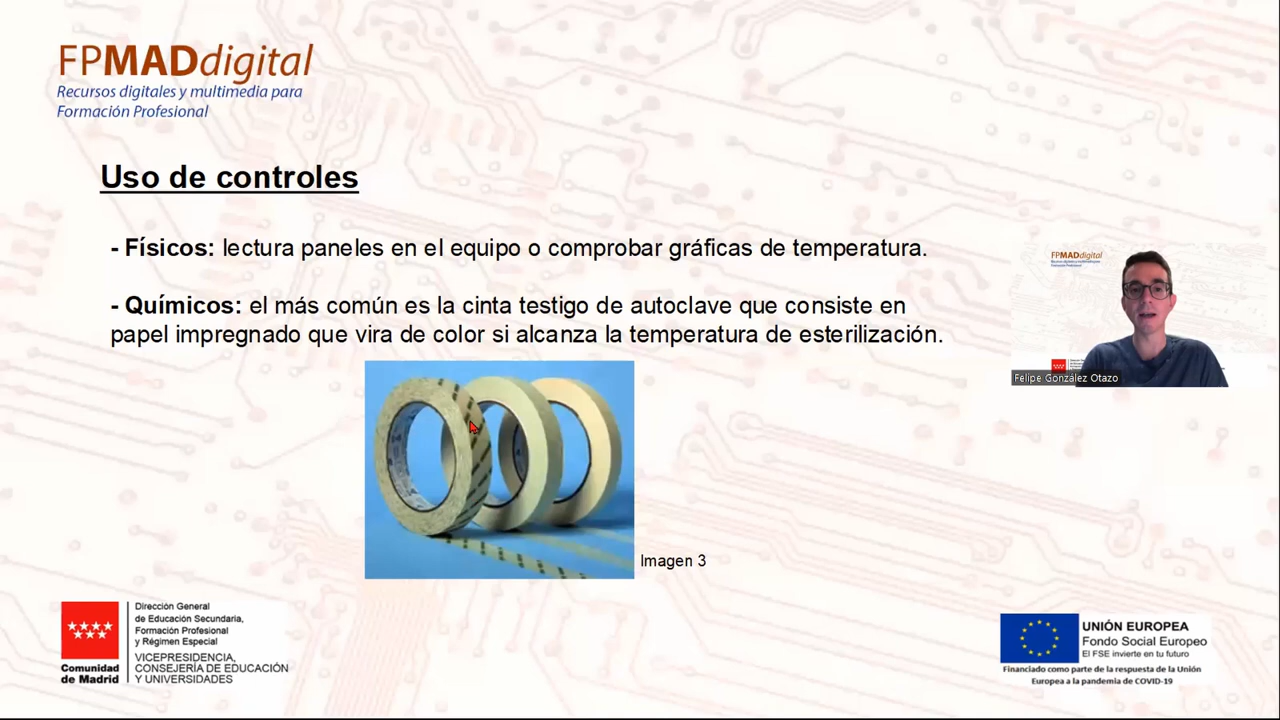 FPMADdigital
Recursos digitales y multimedia para
Formación Profesional
Uso de controles
- Físicos: lectura paneles en el equipo o comprobar gráficas de temperatura.
- Químicos: el más común es la cinta testigo de autoclave que consiste en
papel impregnado que vira de color si alcanza la temperatura de esterilización.
FPMADdigital
Felipe González Otazo
Imagen 3
Comunidad
de Madrid
Dirección General
de Educación Secundaria,
Formación Profesional
y Régimen Especial
VICEPRESIDENCIA,
CONSEJERÍA DE EDUCACIÓN
Y UNIVERSIDADES
UNIÓN EUROPEA
Fondo Social Europeo
El FSE invierte en tu futuro
Financiado como parte de la respuesta de la Unión
Europea a la pandemia de COVID-19